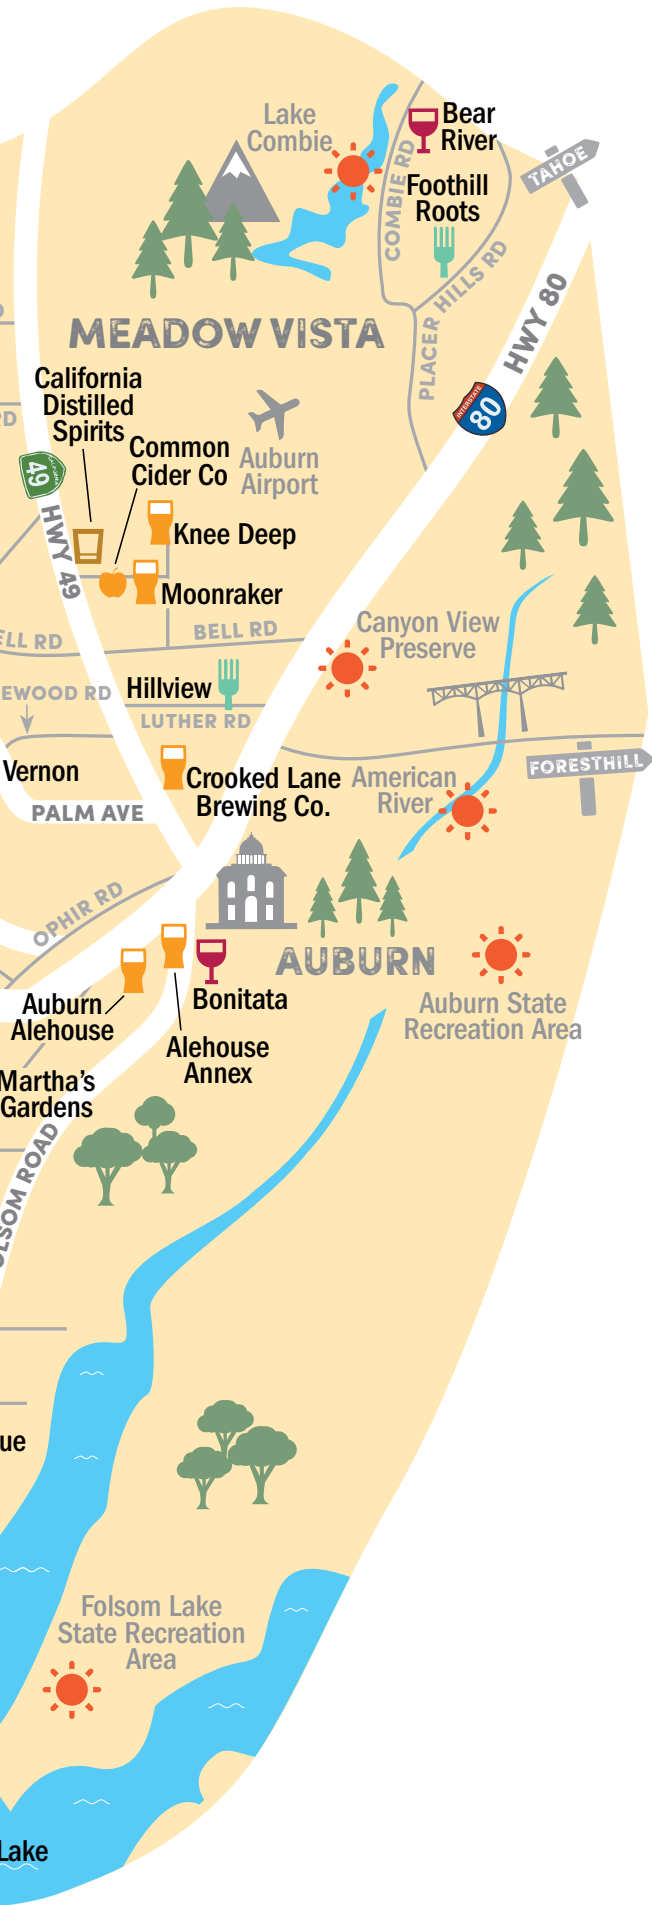 Lake
Combie
Bear
River
COMBIE RD
Foothill
Roots
TAHOE
PLACER HILLS RD
HWY 80
MEADOW VISTA
California
Distilled
Spirits
INTERSTATE
80
RD
Common
Cider Co
Auburn
Airport
CALIFORNIA
49
HWY 49
Knee Deep
Moonraker
BELL RD
ELL RD
Canyon View
Preserve
EWOOD RD
Hillview
LUTHER RD
Vernon
Crooked Lane
Brewing Co.
American
River
FORESTHILL
PALM AVE
OPHIR RD
AUBURN
Auburn
Alehouse
Bonitata
Alehouse
Annex
Auburn State
Recreation Area
Martha's
Gardens
OLSOM ROAD
ue
Folsom Lake
State Recreation
Area
Lake